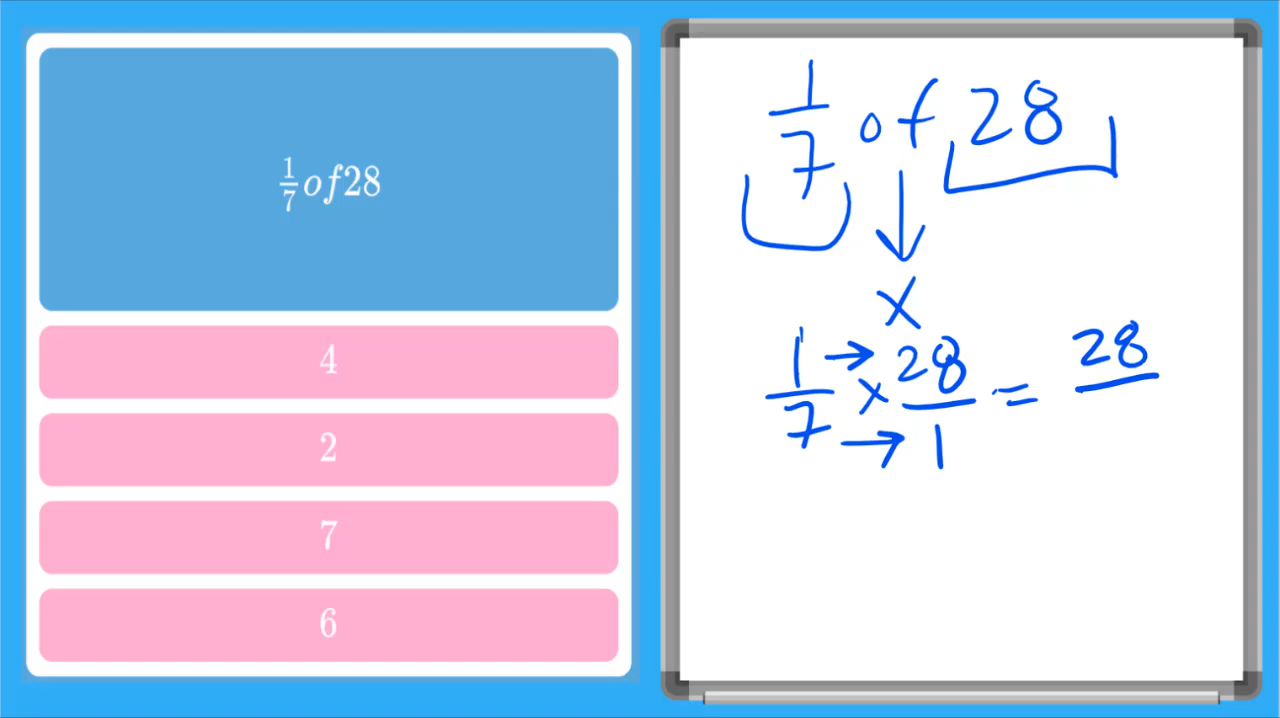 1/7 of 28
4
2
7
6
1/7 of 28
×
1/7 × 28/1 = 28